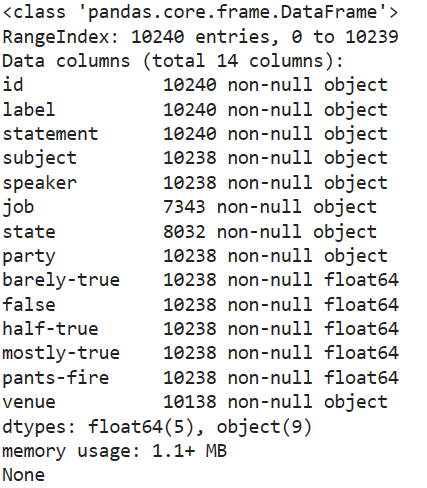 <class 'pandas.core.frame.DataFrame'>
RangeIndex: 10240 entries, 0 to 10239
Data columns (total 14 columns):
id             10240 non-null object
label          10240 non-null object
statement      10240 non-null object
subject        10238 non-null object
speaker        10238 non-null object
job            7343 non-null object
state          8032 non-null object
party          10238 non-null object
barely-true    10238 non-null float64
false          10238 non-null float64
half-true      10238 non-null float64
mostly-true    10238 non-null float64
pants-fire     10238 non-null float64
venue          10138 non-null object
dtypes: float64(5), object(9)
memory usage: 1.1+ MB
None